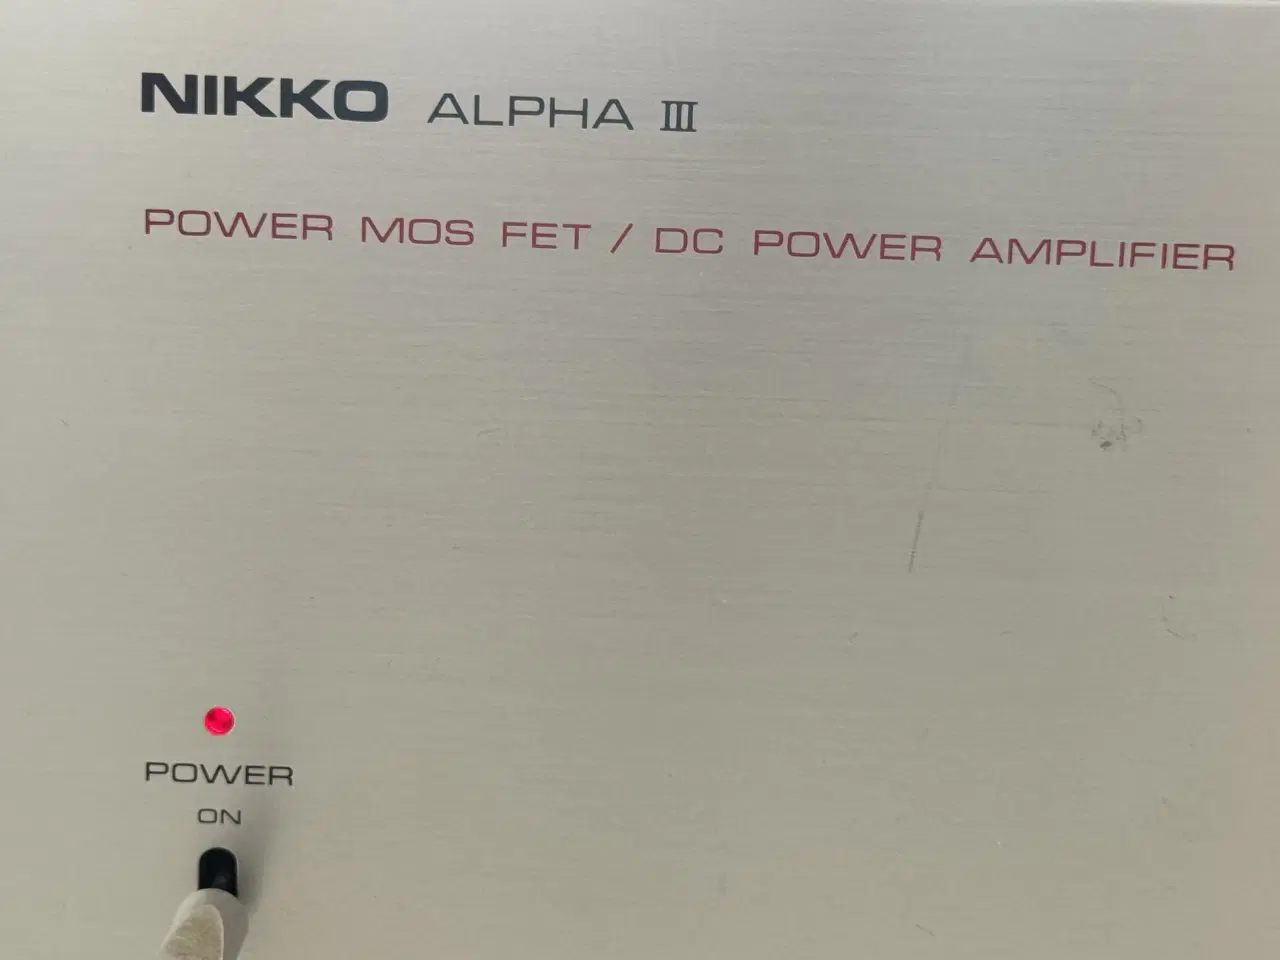 NIKKO ALPHA III
POWER MOS FET / DC POWER AMPLIFIER
POWER
ON